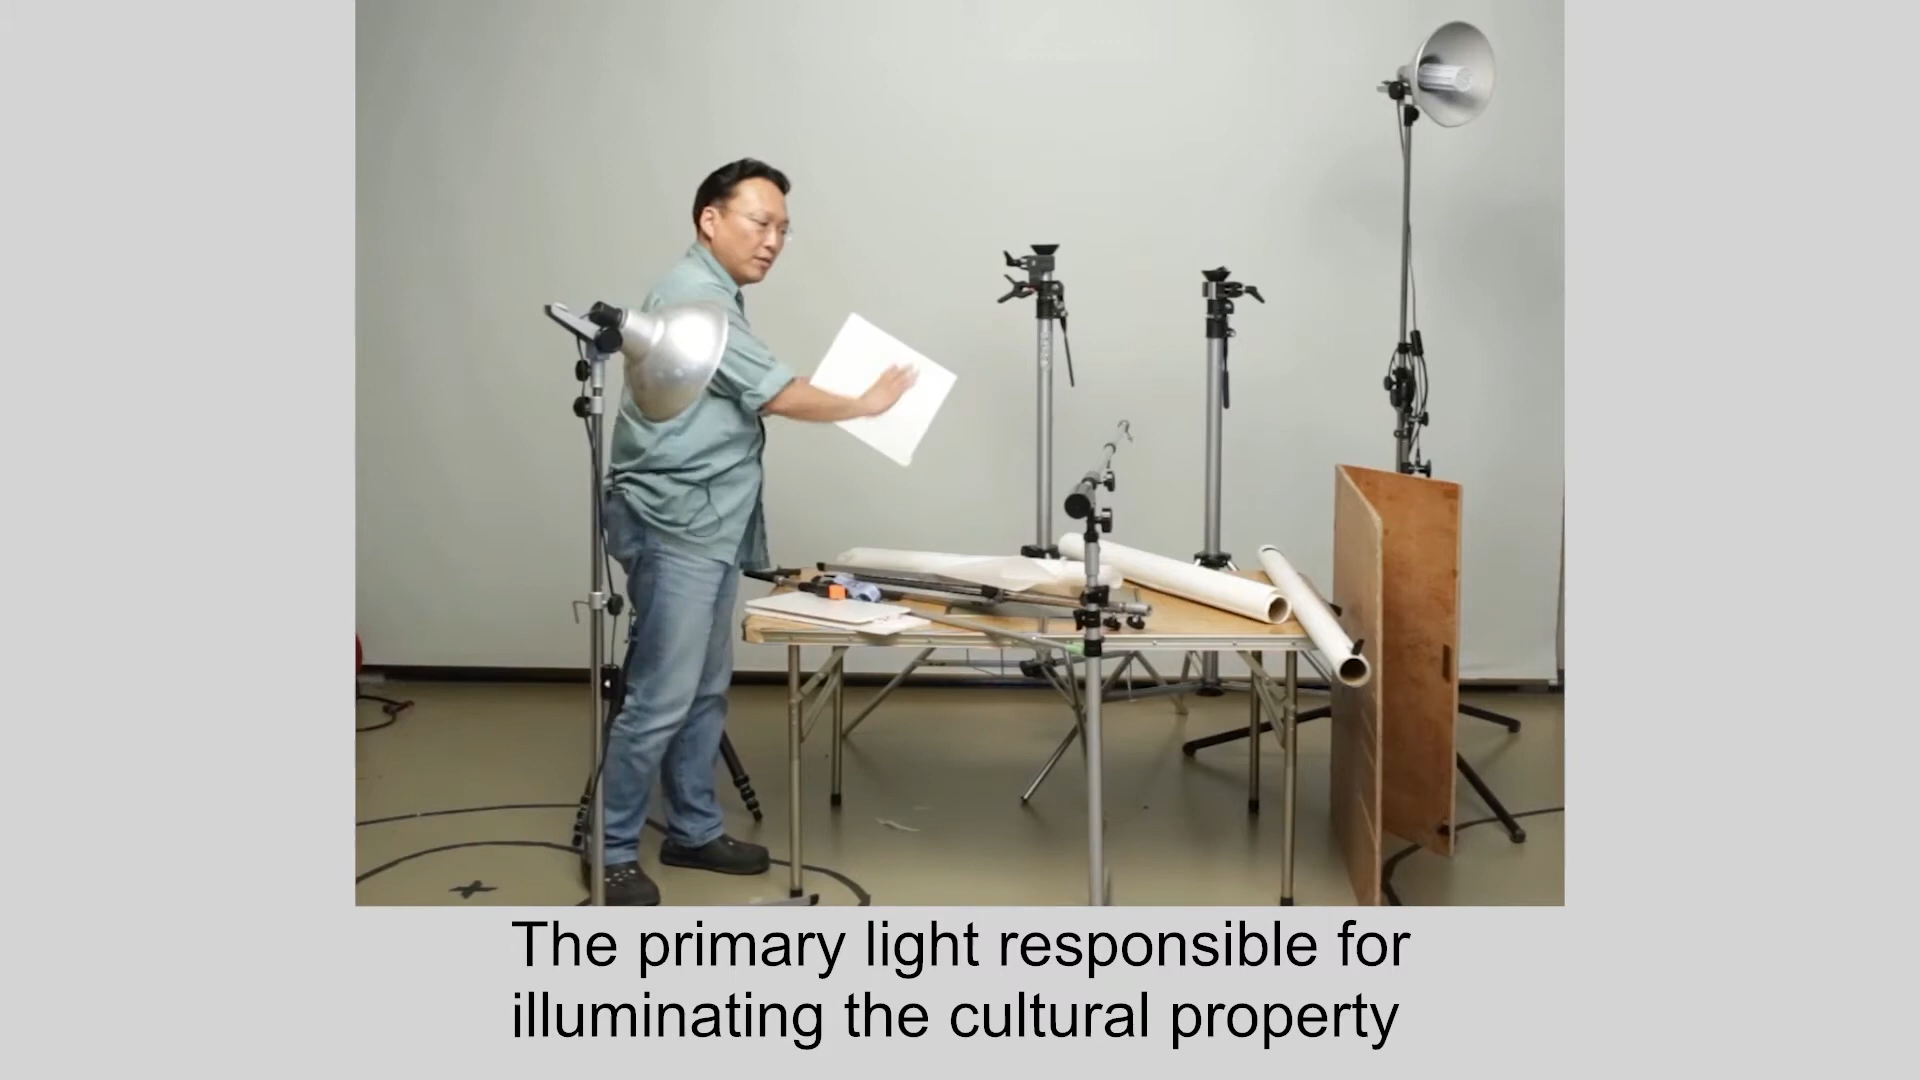 The primary light responsible for
illuminating the cultural property